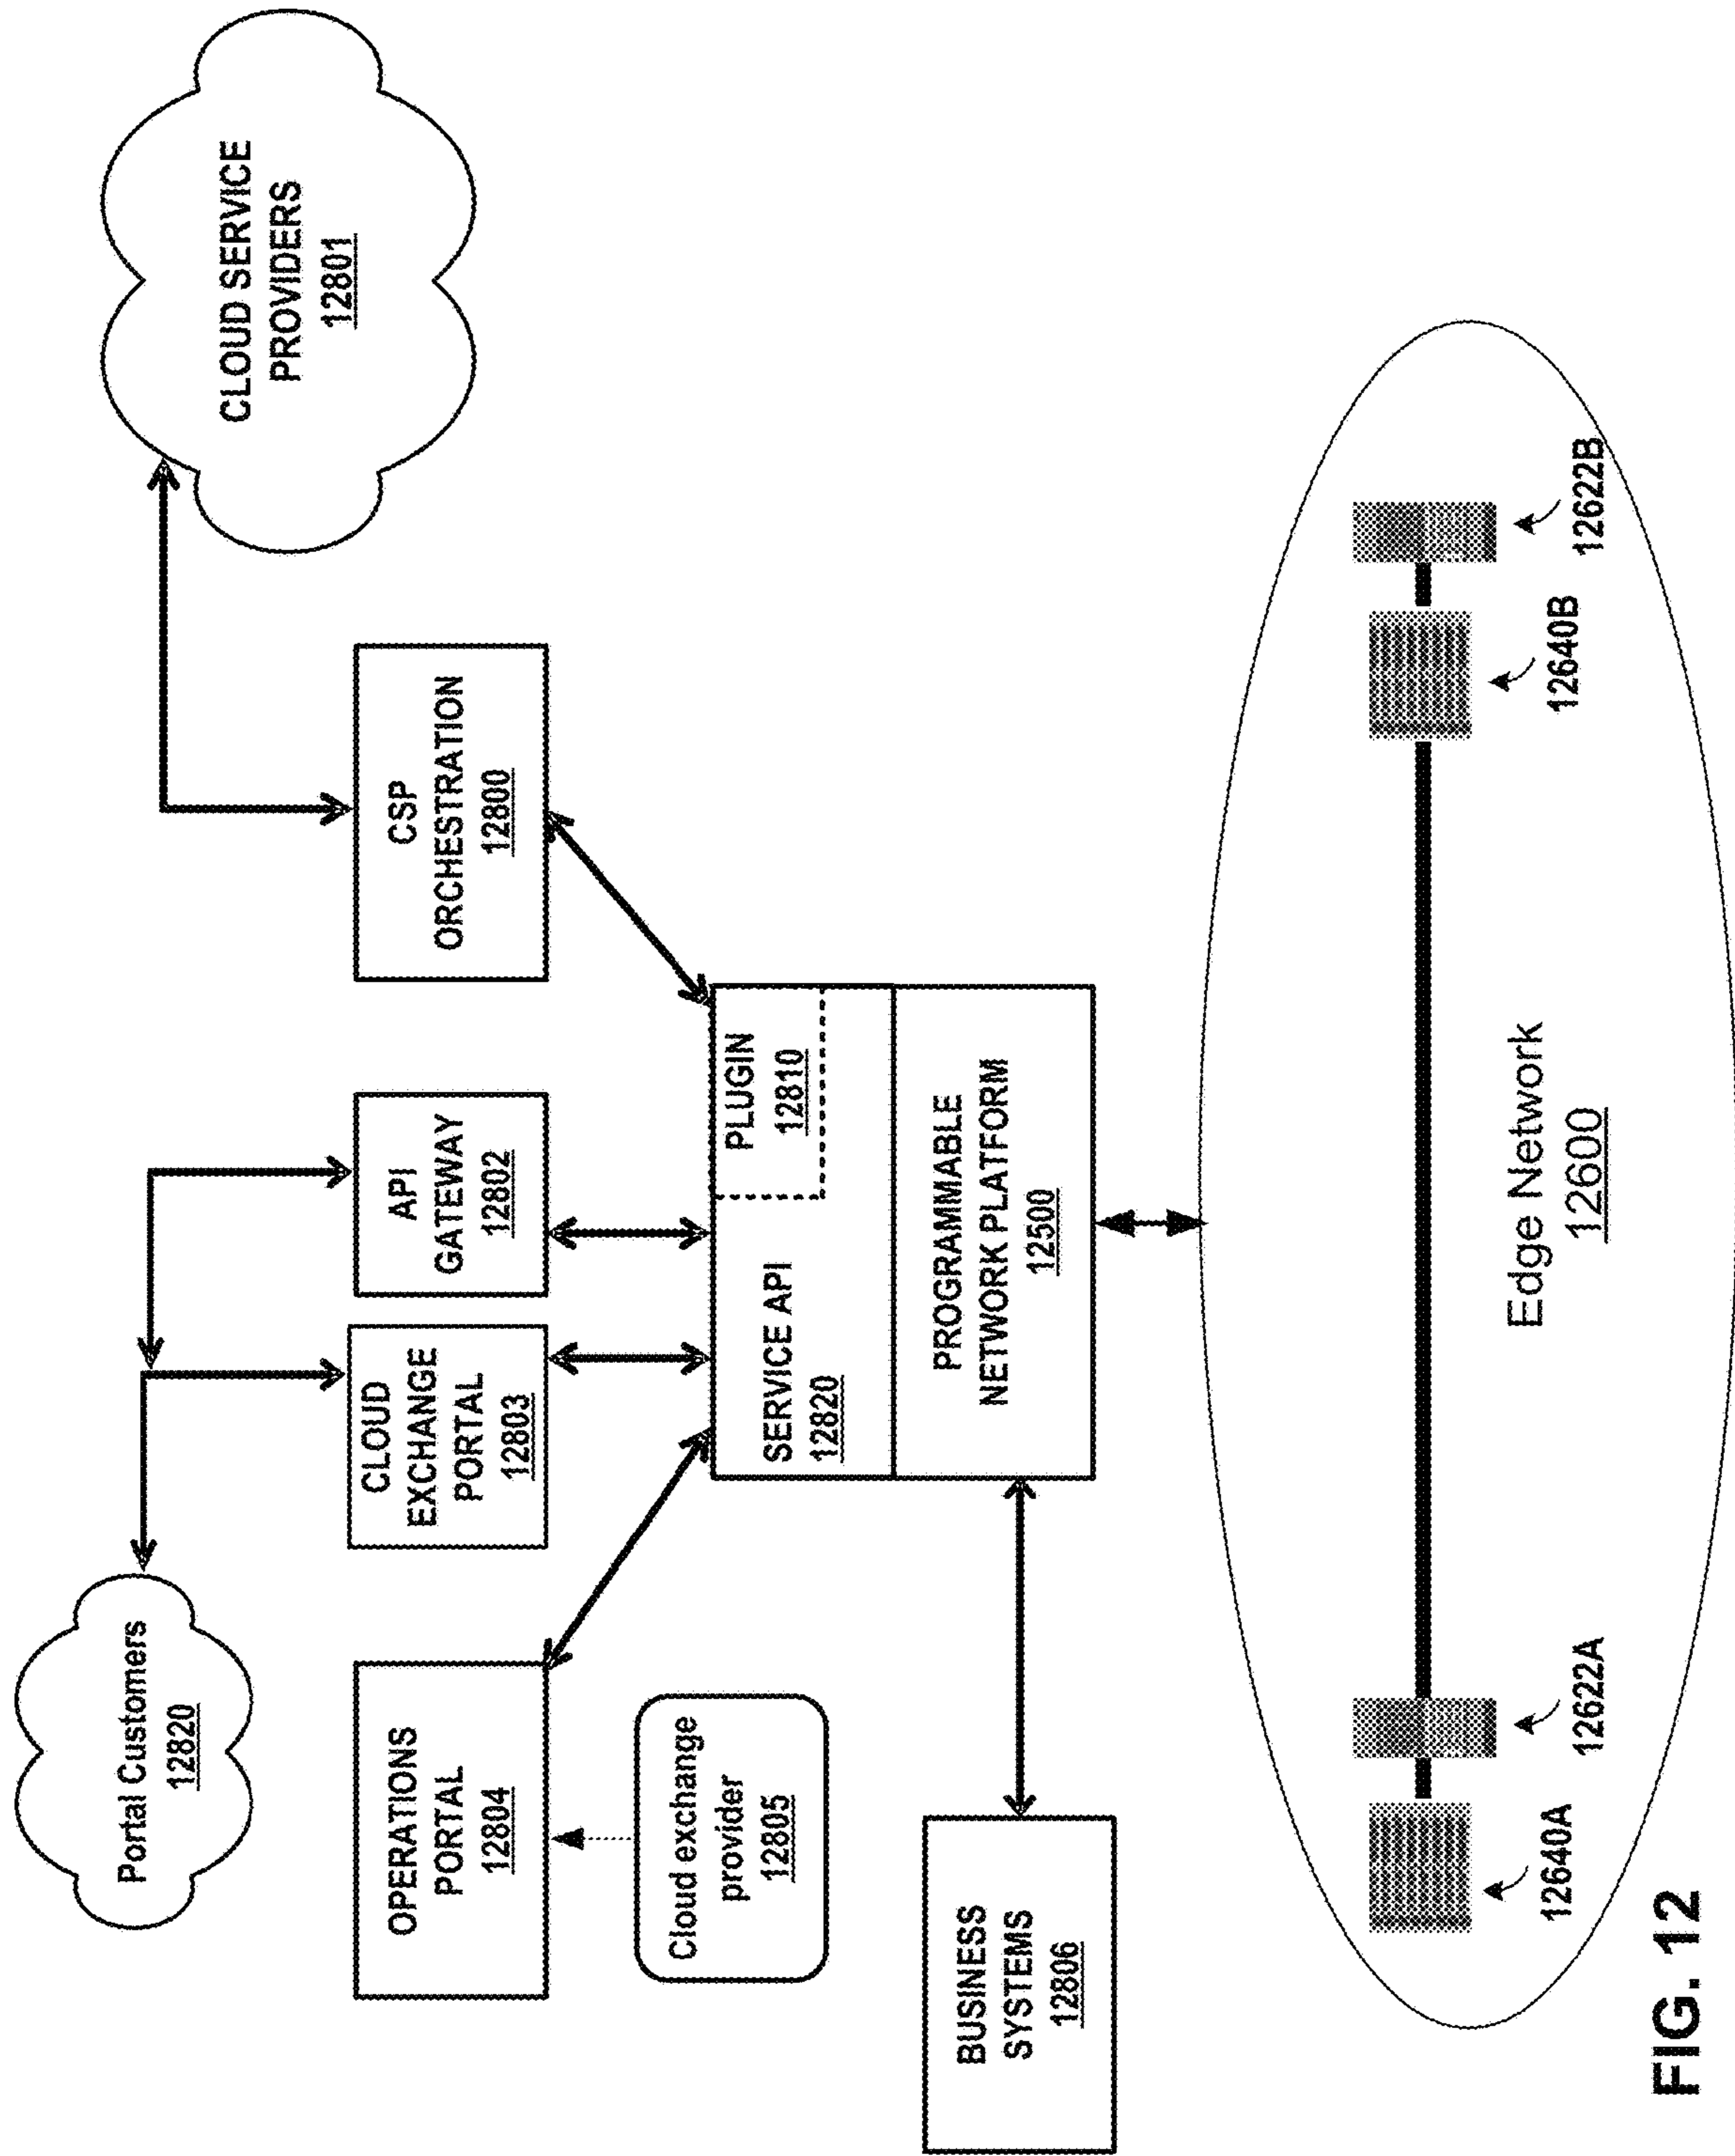 Portal Customers
12820
CLOUD SERVICE
PROVIDERS
12801
OPERATIONS
PORTAL
12804
CLOUD
EXCHANGE
PORTAL
12803
API
GATEWAY
12802
CSP
ORCHESTRATION
12800
Cloud exchange
provider
12805
SERVICE API
12820
PLUGIN
12810
BUSINESS
SYSTEMS
12806
PROGRAMMABLE
NETWORK PLATFORM
12500
12640A
12622A
12640B
12622B
Edge Network
12600
FIG. 12